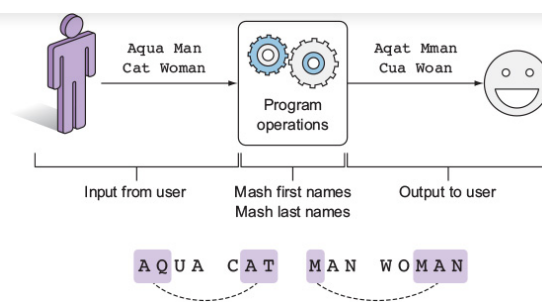 Aqua Man
Cat Woman
Program
operations
Aqat Mman
Cua Woan
Input from user
Mash first names
Mash last names
Output to user
AQUA CAT MAN WOMAN